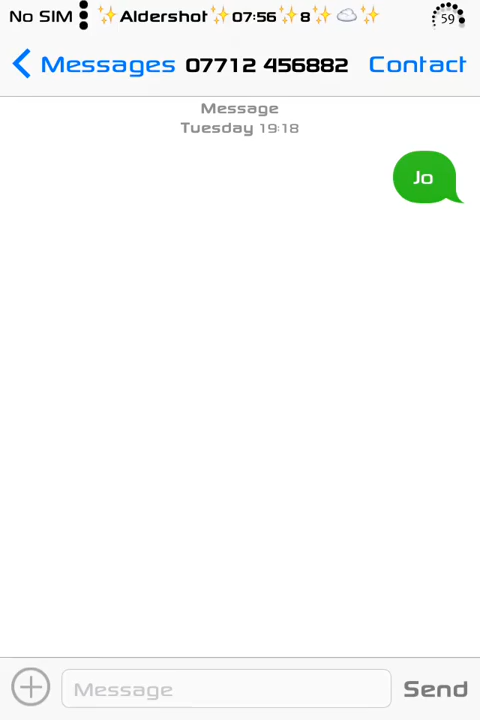 No SIM ✨Aldershot✨07:56✨8✨☁️✨ 59
Messages 07712 456882 Contact
Message
Tuesday 19:18
Jo
Message Send